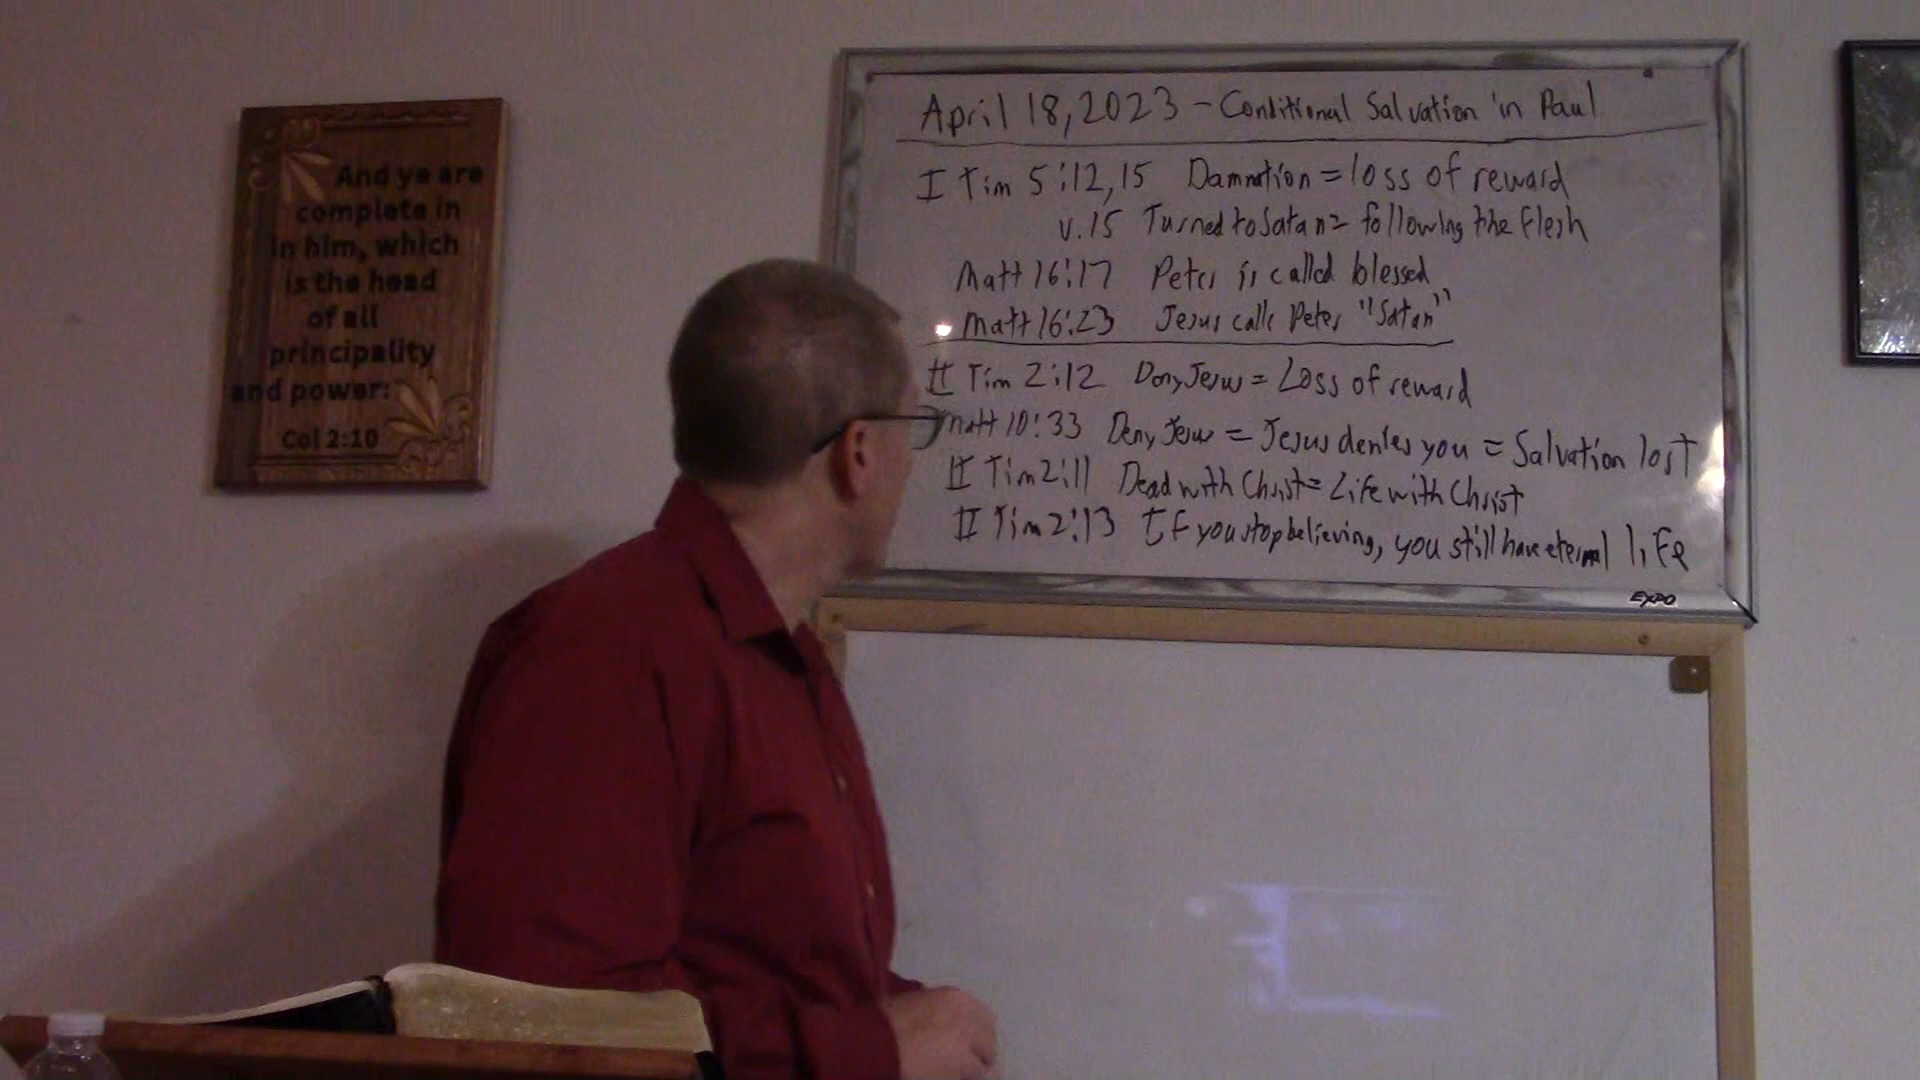 And ye are
complete in
in him, which
is the head
of all
principality
and power:
Col 2:10
April 18, 2023 - Conditional Salvation in Paul
I Tim 5:12,15 Damnation = loss of reward
v.15 Turned to Satan = following the flesh
Matt 16:17 Peter is called blessed
Matt 16:23 Jesus calls Peter "Satan"
II Tim 2:12 Deny Jesus = Loss of reward
Matt 10:33 Deny Jesus = Jesus denies you = Salvation lost
II Tim 2:11 Dead with Christ = Life with Christ
II Tim 2:13 If you stop believing, you still have eternal life
EXPO